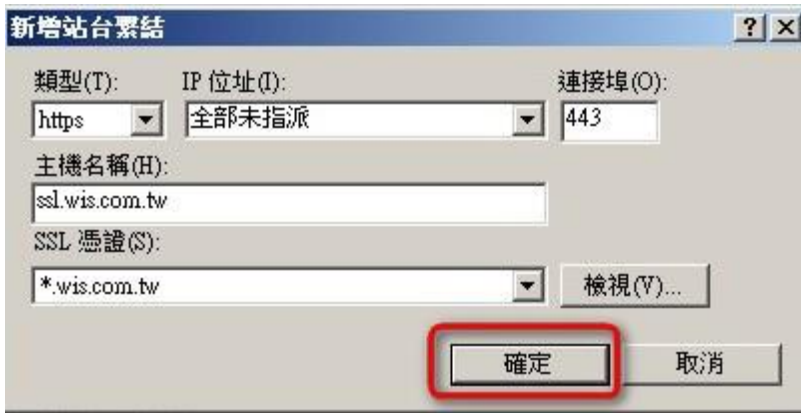 新增站台繫結
類型(T): IP 位址(I): 連接埠(O):
https 全部未指派 443
主機名稱(H):
ssl.wis.com.tw
SSL 憑證(S):
*.wis.com.tw 檢視(V)...
確定 取消